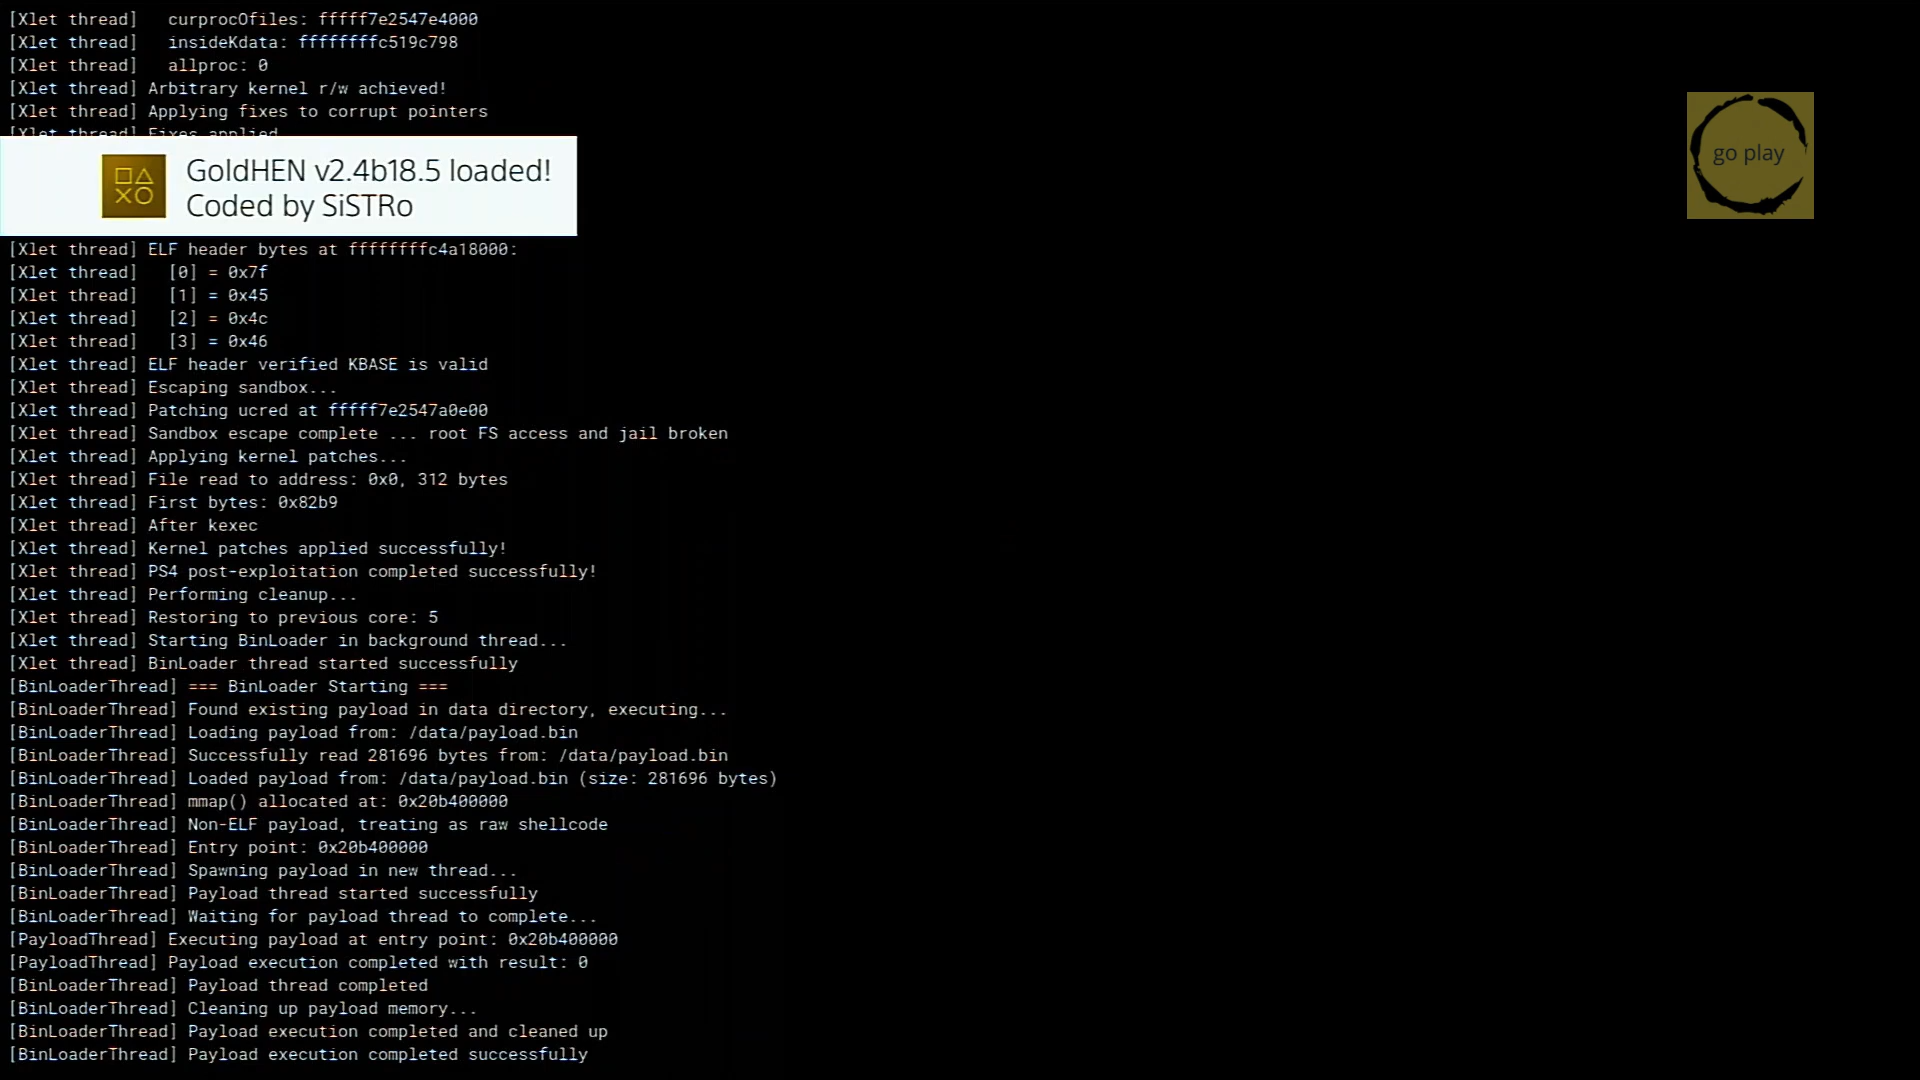 [Xlet thread]   curprocOfiles: fffff7e2547e4000
[Xlet thread]   insideKdata: ffffffffc519c798
[Xlet thread]   allproc: 0
[Xlet thread] Arbitrary kernel r/w achieved!
[Xlet thread] Applying fixes to corrupt pointers
[Xlet thread] Fixes applied
GoldHEN v2.4b18.5 loaded!
Coded by SiSTRo
go play
[Xlet thread] ELF header bytes at ffffffffc4a18000:
[Xlet thread]   [0] = 0x7f
[Xlet thread]   [1] = 0x45
[Xlet thread]   [2] = 0x4c
[Xlet thread]   [3] = 0x46
[Xlet thread] ELF header verified KBASE is valid
[Xlet thread] Escaping sandbox...
[Xlet thread] Patching ucred at fffff7e2547a0e00
[Xlet thread] Sandbox escape complete ... root FS access and jail broken
[Xlet thread] Applying kernel patches...
[Xlet thread] File read to address: 0x0, 312 bytes
[Xlet thread] First bytes: 0x82b9
[Xlet thread] After kexec
[Xlet thread] Kernel patches applied successfully!
[Xlet thread] PS4 post-exploitation completed successfully!
[Xlet thread] Performing cleanup...
[Xlet thread] Restoring to previous core: 5
[Xlet thread] Starting BinLoader in background thread...
[Xlet thread] BinLoader thread started successfully
[BinLoaderThread] === BinLoader Starting ===
[BinLoaderThread] Found existing payload in data directory, executing...
[BinLoaderThread] Loading payload from: /data/payload.bin
[BinLoaderThread] Successfully read 281696 bytes from: /data/payload.bin
[BinLoaderThread] Loaded payload from: /data/payload.bin (size: 281696 bytes)
[BinLoaderThread] mmap() allocated at: 0x20b400000
[BinLoaderThread] Non-ELF payload, treating as raw shellcode
[BinLoaderThread] Entry point: 0x20b400000
[BinLoaderThread] Spawning payload in new thread...
[BinLoaderThread] Payload thread started successfully
[BinLoaderThread] Waiting for payload thread to complete...
[PayloadThread] Executing payload at entry point: 0x20b400000
[PayloadThread] Payload execution completed with result: 0
[BinLoaderThread] Payload thread completed
[BinLoaderThread] Cleaning up payload memory...
[BinLoaderThread] Payload execution completed and cleaned up
[BinLoaderThread] Payload execution completed successfully